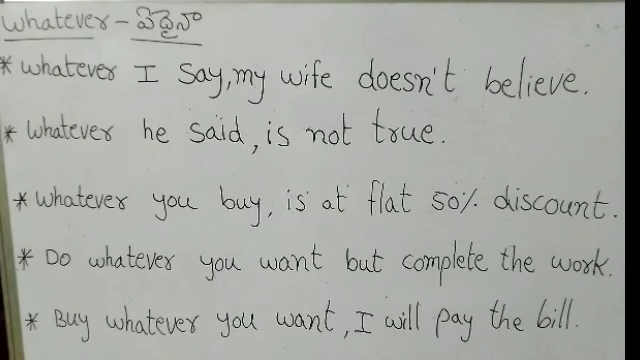 whatever - ఏదైనా
* whatever I say, my wife doesn't believe.
* whatever he said, is not true.
* whatever you buy, is at flat 50% discount.
* Do whatever you want but complete the work.
* Buy whatever you want, I will pay the bill.